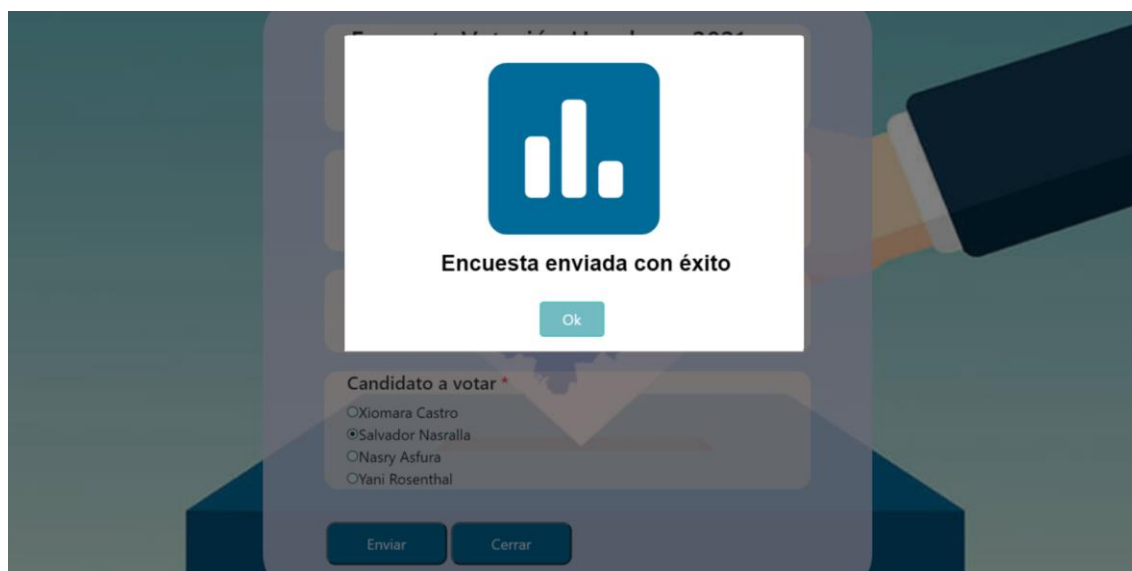 Encuesta enviada con éxito
Ok
Candidato a votar *
Xiomara Castro
Salvador Nasralla
Nasry Asfura
Yani Rosenthal
Enviar Cerrar